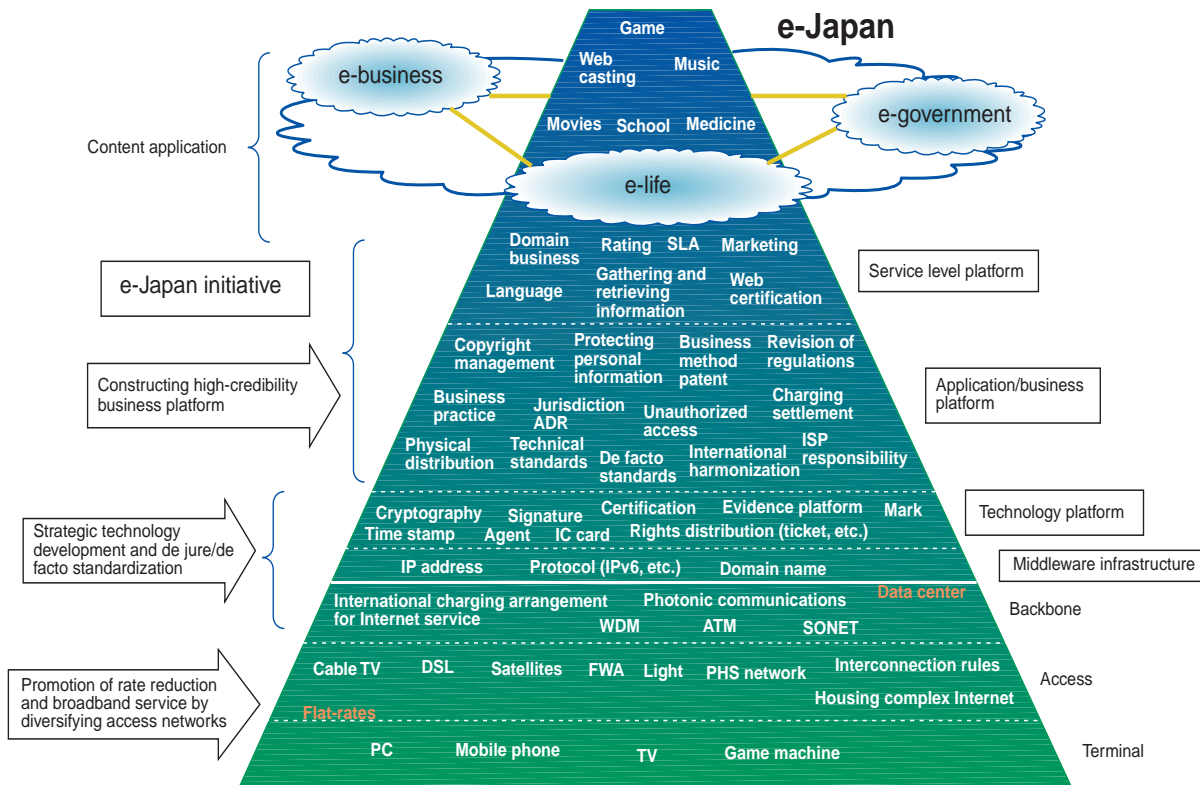 e-Japan
Game
Web
casting
Music
e-business
e-government
Movies
School
Medicine
Content application
e-life
Domain
business
Rating
SLA
Marketing
Language
Gathering and
retrieving
information
Web
certification
Service level platform
e-Japan initiative
Copyright
management
Protecting
personal
information
Business
method
patent
Revision of
regulations
Constructing high-credibility
business platform
Business
practice
Jurisdiction
ADR
Unauthorized
access
Charging
settlement
Application/business
platform
Physical
distribution
Technical
standards
De facto
standards
International
harmonization
ISP
responsibility
Strategic technology
development and de jure/de
facto standardization
Cryptography
Signature
Certification
Evidence platform
Mark
Time stamp
Agent
IC card
Rights distribution (ticket, etc.)
Technology platform
IP address
Protocol (IPv6, etc.)
Domain name
Middleware infrastructure
Data center
International charging arrangement
for Internet service
Photonic communications
WDM
ATM
SONET
Backbone
Promotion of rate reduction
and broadband service by
diversifying access networks
Cable TV
DSL
Satellites
FWA
Light
PHS network
Interconnection rules
Housing complex Internet
Flat-rates
Access
PC
Mobile phone
TV
Game machine
Terminal